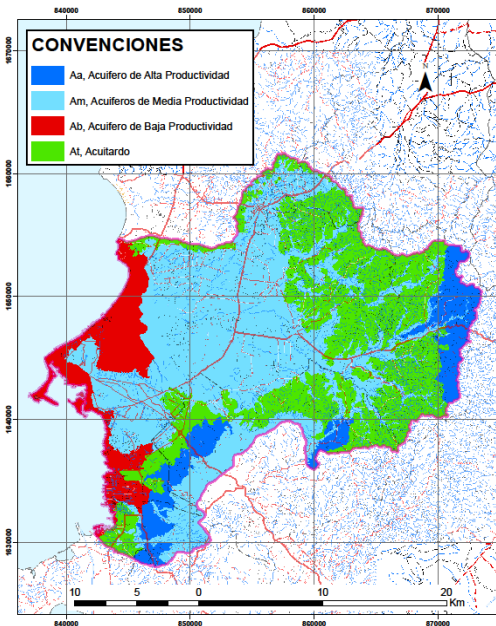 840000 850000 860000 870000
CONVENCIONES
Aa, Acuifero de Alta Productividad
Am, Acuiferos de Media Productividad
Ab, Acuifero de Baja Productividad
At, Acuitardo
1670000
1660000
1650000
1140000
1630000
10 5 0 10 20
Km
840000 850000 860000 870000